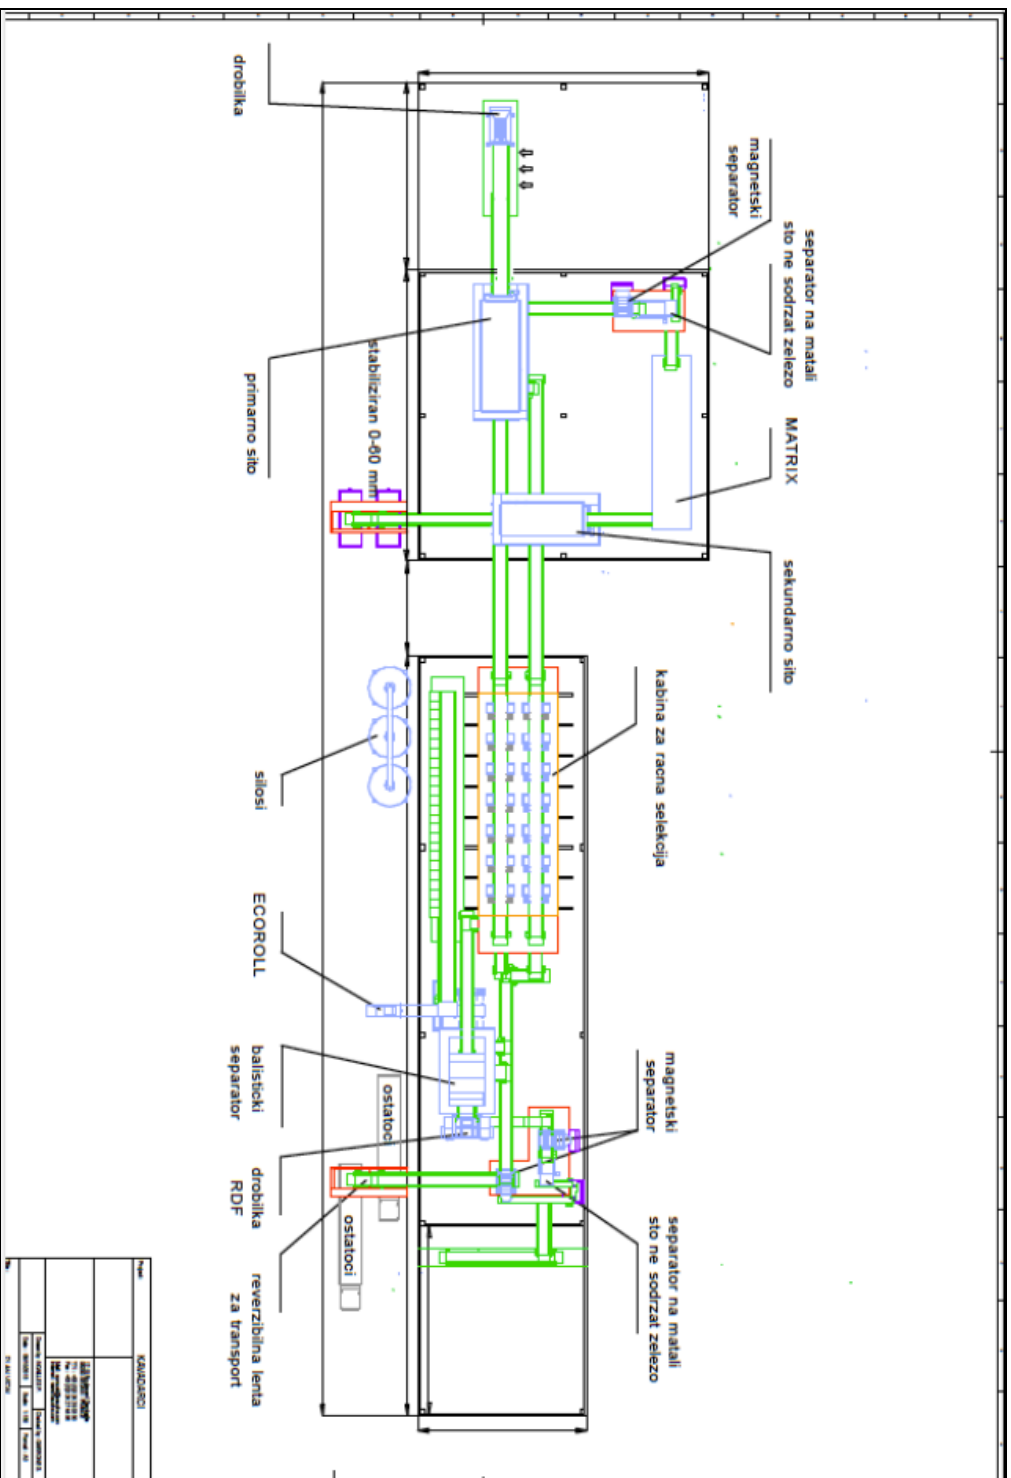 drobilka
magnetski
separator
separator na matali
sto ne sodrzat zelezo
MATRIX
primarno sito
stabiliziran 0-60 mm
sekundarno sito
kabina za racna selekcija
silosi
ECOROLL
balisticki
separator
ostatoci
magnetski
separator
drobilka
RDF
ostatoci
separator na matali
sto ne sodrzat zelezo
reverzibilna lenta
za transport
KAVADARCI